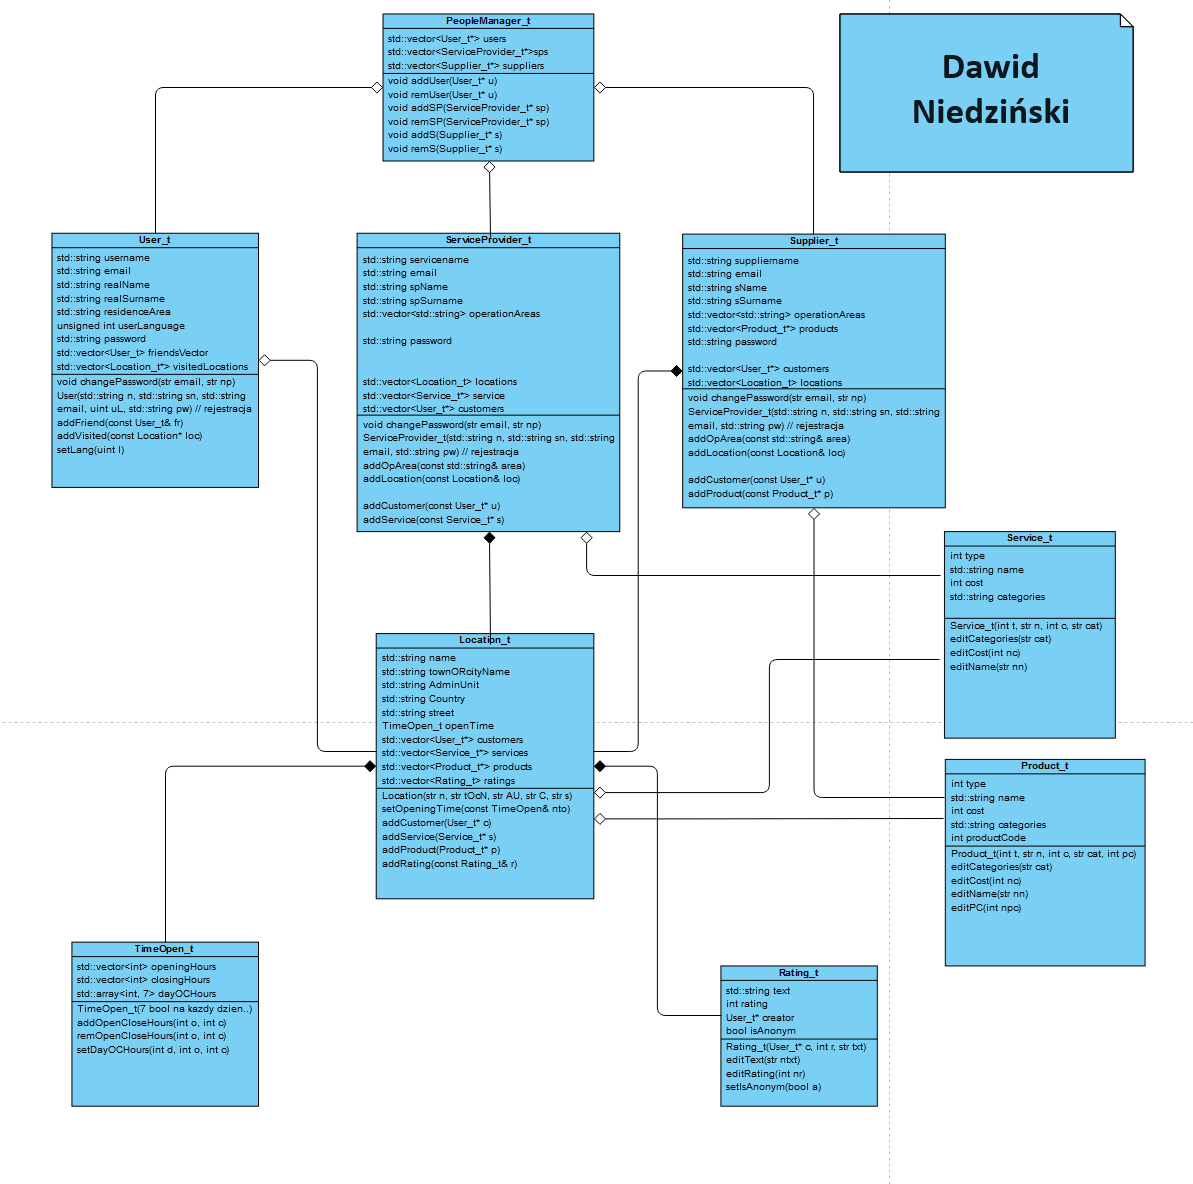 PeopleManager_t
std::vector<User_t*> users
std::vector<ServiceProvider_t*>sps
std::vector<Supplier_t*> suppliers
void addUser(User_t* u)
void remUser(User_t* u)
void addSP(ServiceProvider_t* sp)
void remSP(ServiceProvider_t* sp)
void addS(Supplier_t* s)
void remS(Supplier_t* s)
Dawid
Niedziński
User_t
std::string username
std::string email
std::string realName
std::string realSurname
std::string residenceArea
unsigned int userLanguage
std::string password
std::vector<User_t> friendsVector
std::vector<Location_t*> visitedLocations
void changePassword(str email, str np)
User(std::string n, std::string sn, std::string
email, uint uL, std::string pw) // rejestracja
addFriend(const User_t& fr)
addVisited(const Location* loc)
setLang(uint l)
ServiceProvider_t
std::string servicename
std::string email
std::string spName
std::string spSurname
std::vector<std::string> operationAreas
std::string password
std::vector<Location_t> locations
std::vector<Service_t*> service
std::vector<User_t*> customers
void changePassword(str email, str np)
ServiceProvider_t(std::string n, std::string sn, std::string
email, std::string pw) // rejestracja
addOpArea(const std::string& area)
addLocation(const Location& loc)
addCustomer(const User_t* u)
addService(const Service_t* s)
Supplier_t
std::string suppliername
std::string email
std::string sName
std::string sSurname
std::vector<std::string> operationAreas
std::vector<Product_t*> products
std::string password
std::vector<User_t*> customers
std::vector<Location_t> locations
void changePassword(str email, str np)
ServiceProvider_t(std::string n, std::string sn, std::string
email, std::string pw) // rejestracja
addOpArea(const std::string& area)
addLocation(const Location& loc)
addCustomer(const User_t* u)
addProduct(const Product_t* p)
Service_t
int type
std::string name
int cost
std::string categories
Service_t(int t, str n, int c, str cat)
editCategories(str cat)
editCost(int nc)
editName(str nn)
Location_t
std::string name
std::string townORcityName
std::string AdminUnit
std::string Country
std::string street
TimeOpen_t openTime
std::vector<User_t*> customers
std::vector<Service_t*> services
std::vector<Product_t*> products
std::vector<Rating_t> ratings
Location(str n, str tOcN, str AU, str C, str s)
setOpeningTime(const TimeOpen& nto)
addCustomer(User_t* c)
addService(Service_t* s)
addProduct(Product_t* p)
addRating(const Rating_t& r)
Product_t
int type
std::string name
int cost
std::string categories
int productCode
Product_t(int t, str n, int c, str cat, int pc)
editCategories(str cat)
editCost(int nc)
editName(str nn)
editPC(int npc)
TimeOpen_t
std::vector<int> openingHours
std::vector<int> closingHours
std::array<int, 7> dayOCHours
TimeOpen_t(7 bool na kazdy dzien..)
addOpenCloseHours(int o, int c)
remOpenCloseHours(int o, int c)
setDayOCHours(int d, int o, int c)
Rating_t
std::string text
int rating
User_t* creator
bool isAnonym
Rating_t(User_t* c, int r, str txt)
editText(str ntxt)
editRating(int nr)
setIsAnonym(bool a)